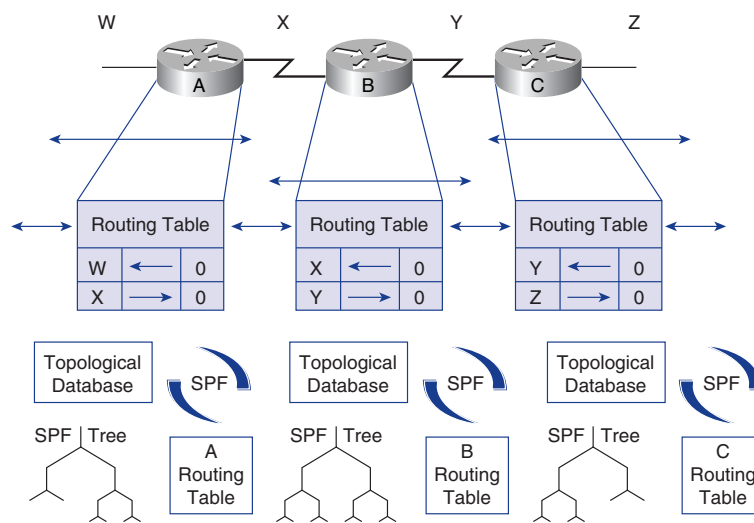 W X Y Z
A B C
Routing Table Routing Table Routing Table
W 0 X 0 Y 0
X 0 Y 0 Z 0
Topological Database SPF Topological Database SPF Topological Database SPF
SPF Tree SPF Tree SPF Tree
A Routing Table B Routing Table C Routing Table